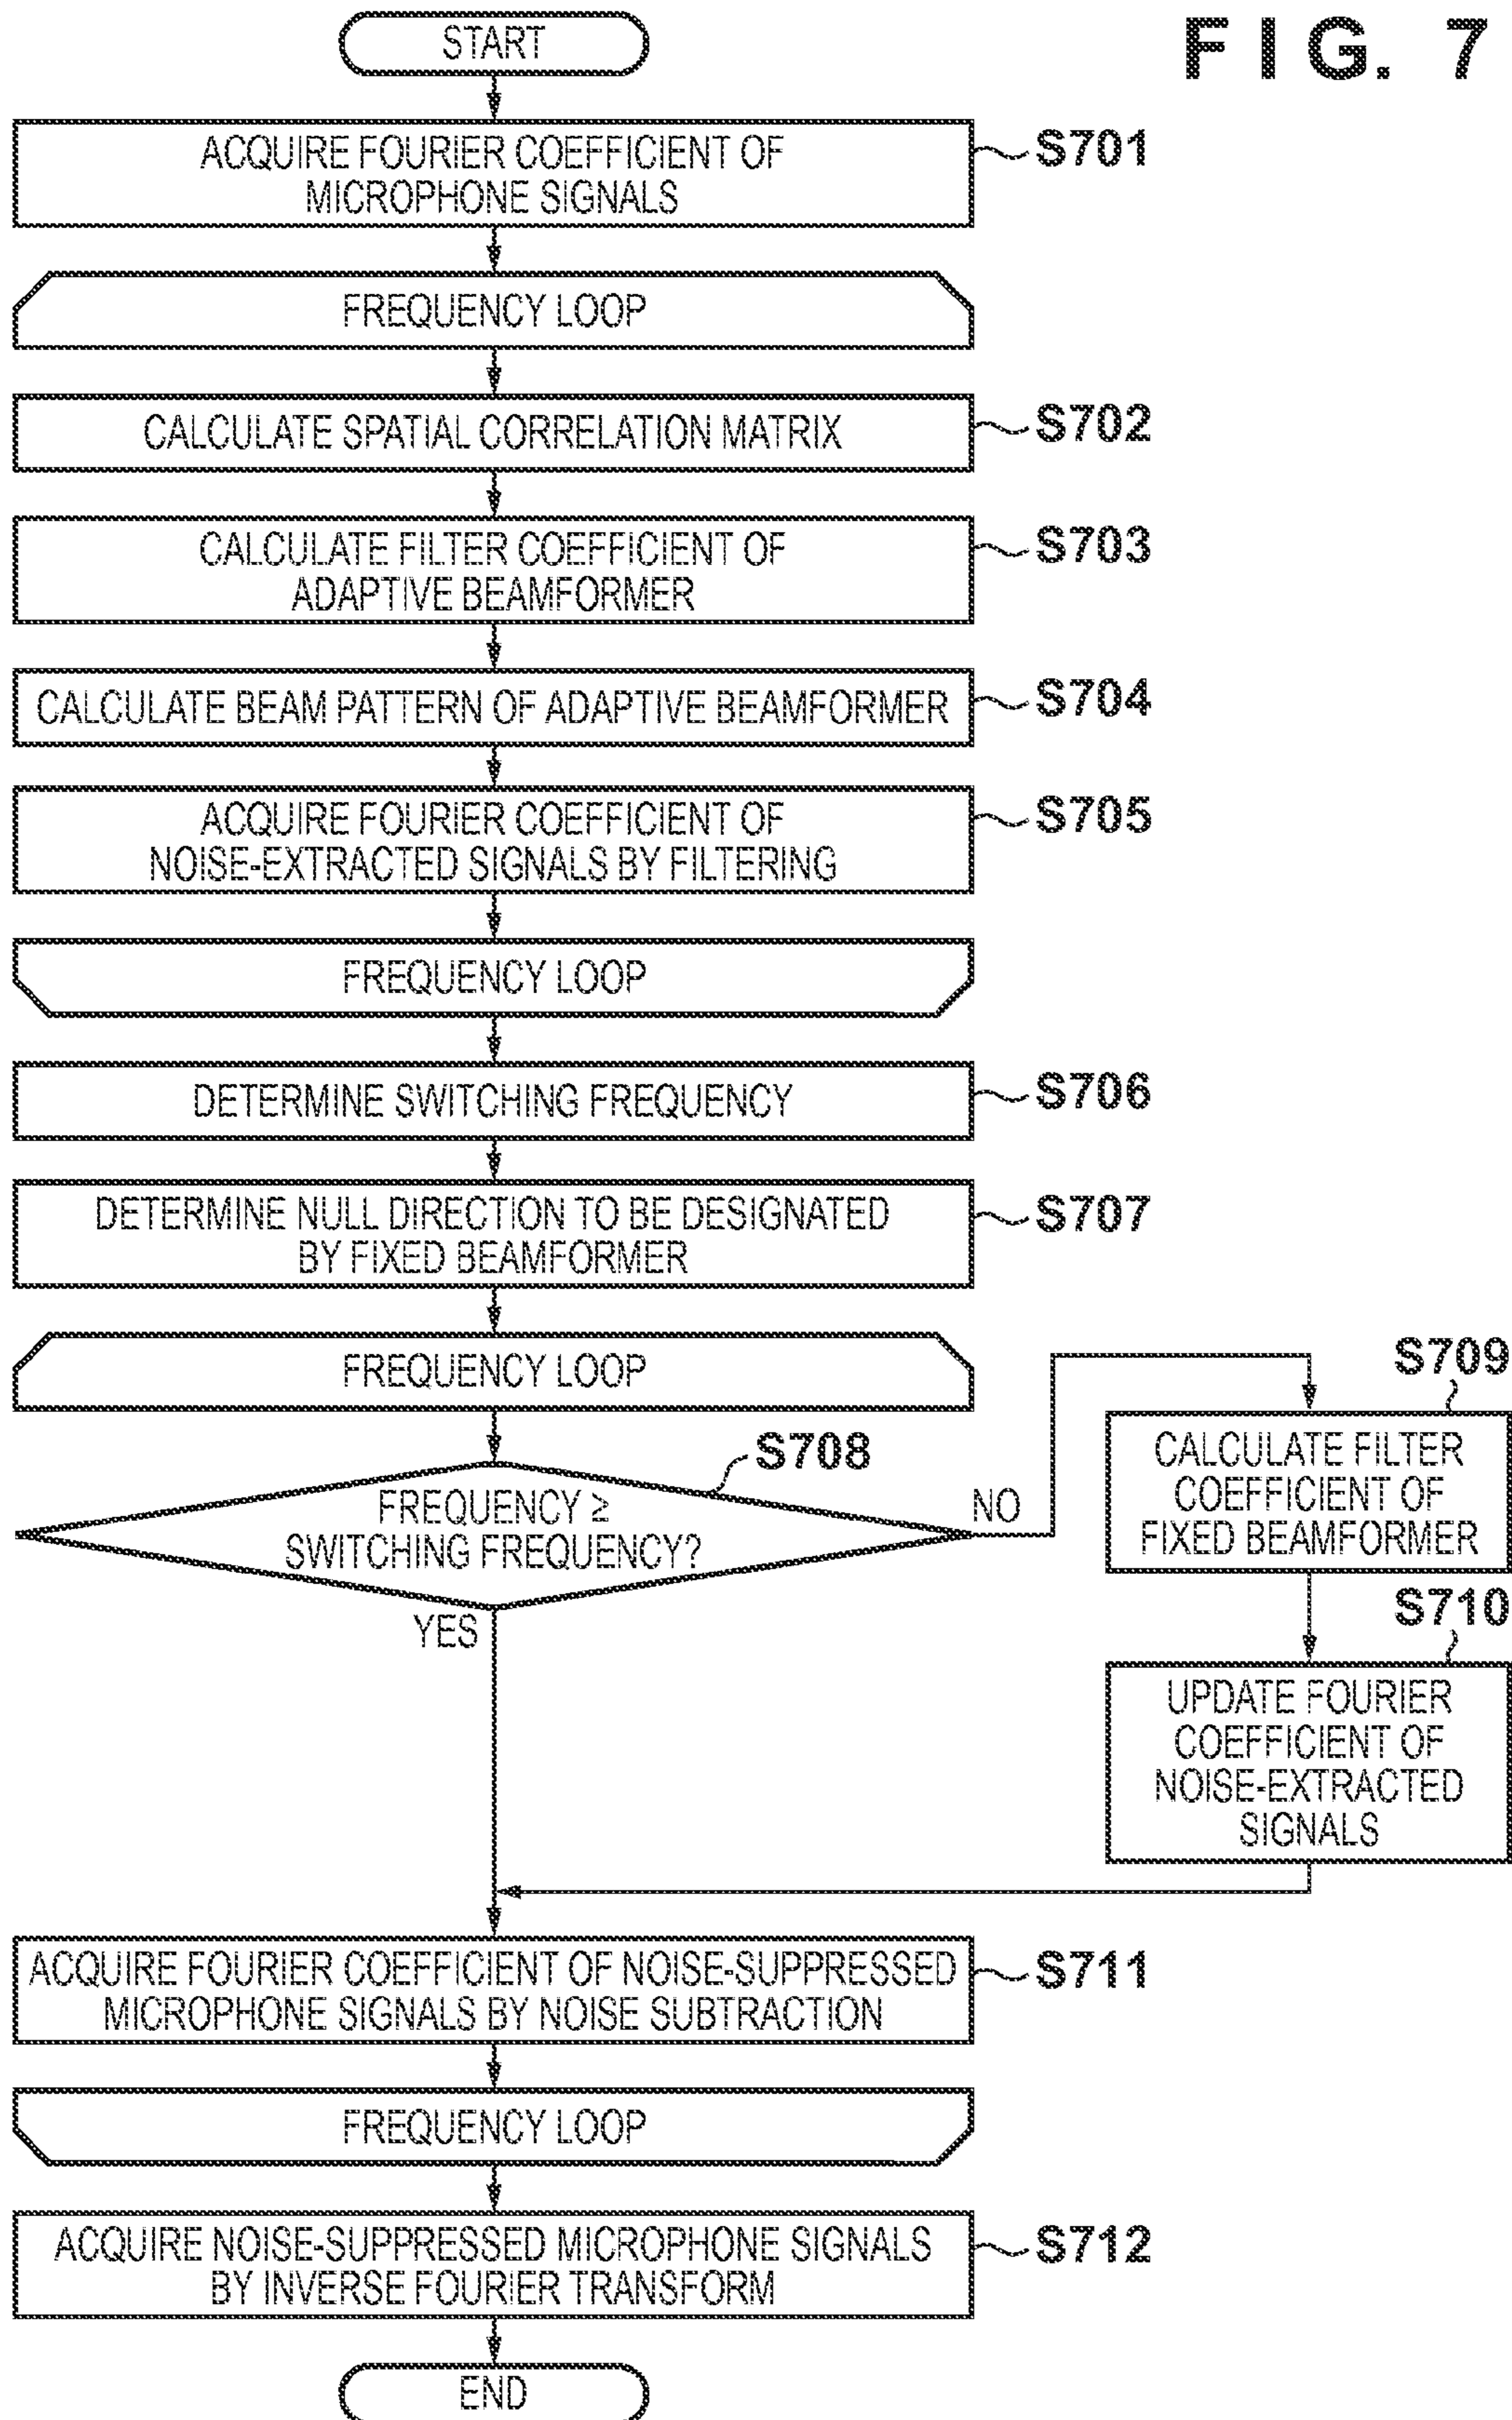 FIG. 7
START
ACQUIRE FOURIER COEFFICIENT OF
MICROPHONE SIGNALS
S701
FREQUENCY LOOP
CALCULATE SPATIAL CORRELATION MATRIX
S702
CALCULATE FILTER COEFFICIENT OF
ADAPTIVE BEAMFORMER
S703
CALCULATE BEAM PATTERN OF ADAPTIVE BEAMFORMER
S704
ACQUIRE FOURIER COEFFICIENT OF
NOISE-EXTRACTED SIGNALS BY FILTERING
S705
FREQUENCY LOOP
DETERMINE SWITCHING FREQUENCY
S706
DETERMINE NULL DIRECTION TO BE DESIGNATED
BY FIXED BEAMFORMER
S707
FREQUENCY LOOP
S708
FREQUENCY ≥
SWITCHING FREQUENCY?
NO
YES
S709
CALCULATE FILTER
COEFFICIENT OF
FIXED BEAMFORMER
S710
UPDATE FOURIER
COEFFICIENT OF
NOISE-EXTRACTED
SIGNALS
ACQUIRE FOURIER COEFFICIENT OF NOISE-SUPPRESSED
MICROPHONE SIGNALS BY NOISE SUBTRACTION
S711
FREQUENCY LOOP
ACQUIRE NOISE-SUPPRESSED MICROPHONE SIGNALS
BY INVERSE FOURIER TRANSFORM
S712
END